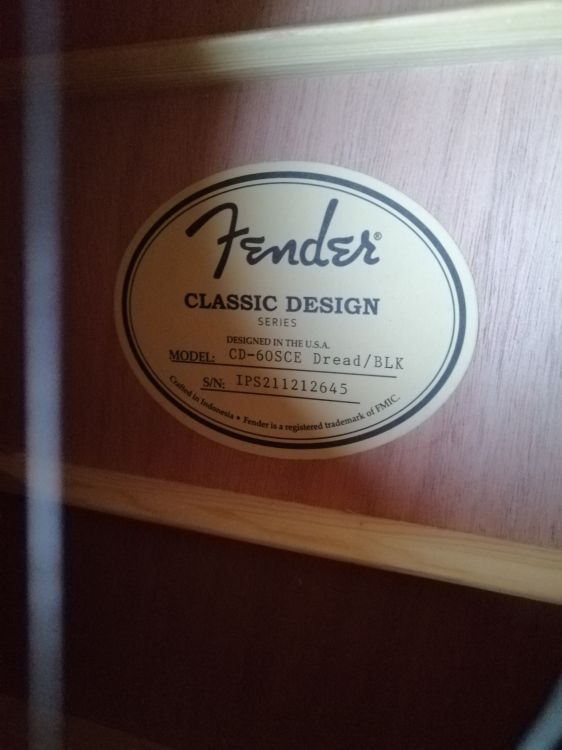 Fender®
CLASSIC DESIGN
SERIES
DESIGNED IN THE U.S.A.
MODEL: CD-60SCE Dread/BLK
S/N: IPS211212645
Crafted in Indonesia • Fender is a registered trademark of FMIC.